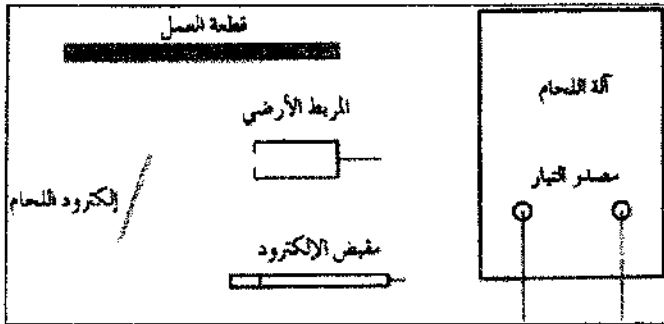 قطعة العمل
آلة اللحام
المربط الأرضي
مصدر التيار
إلكترود اللحام
مقبض الإلكترود